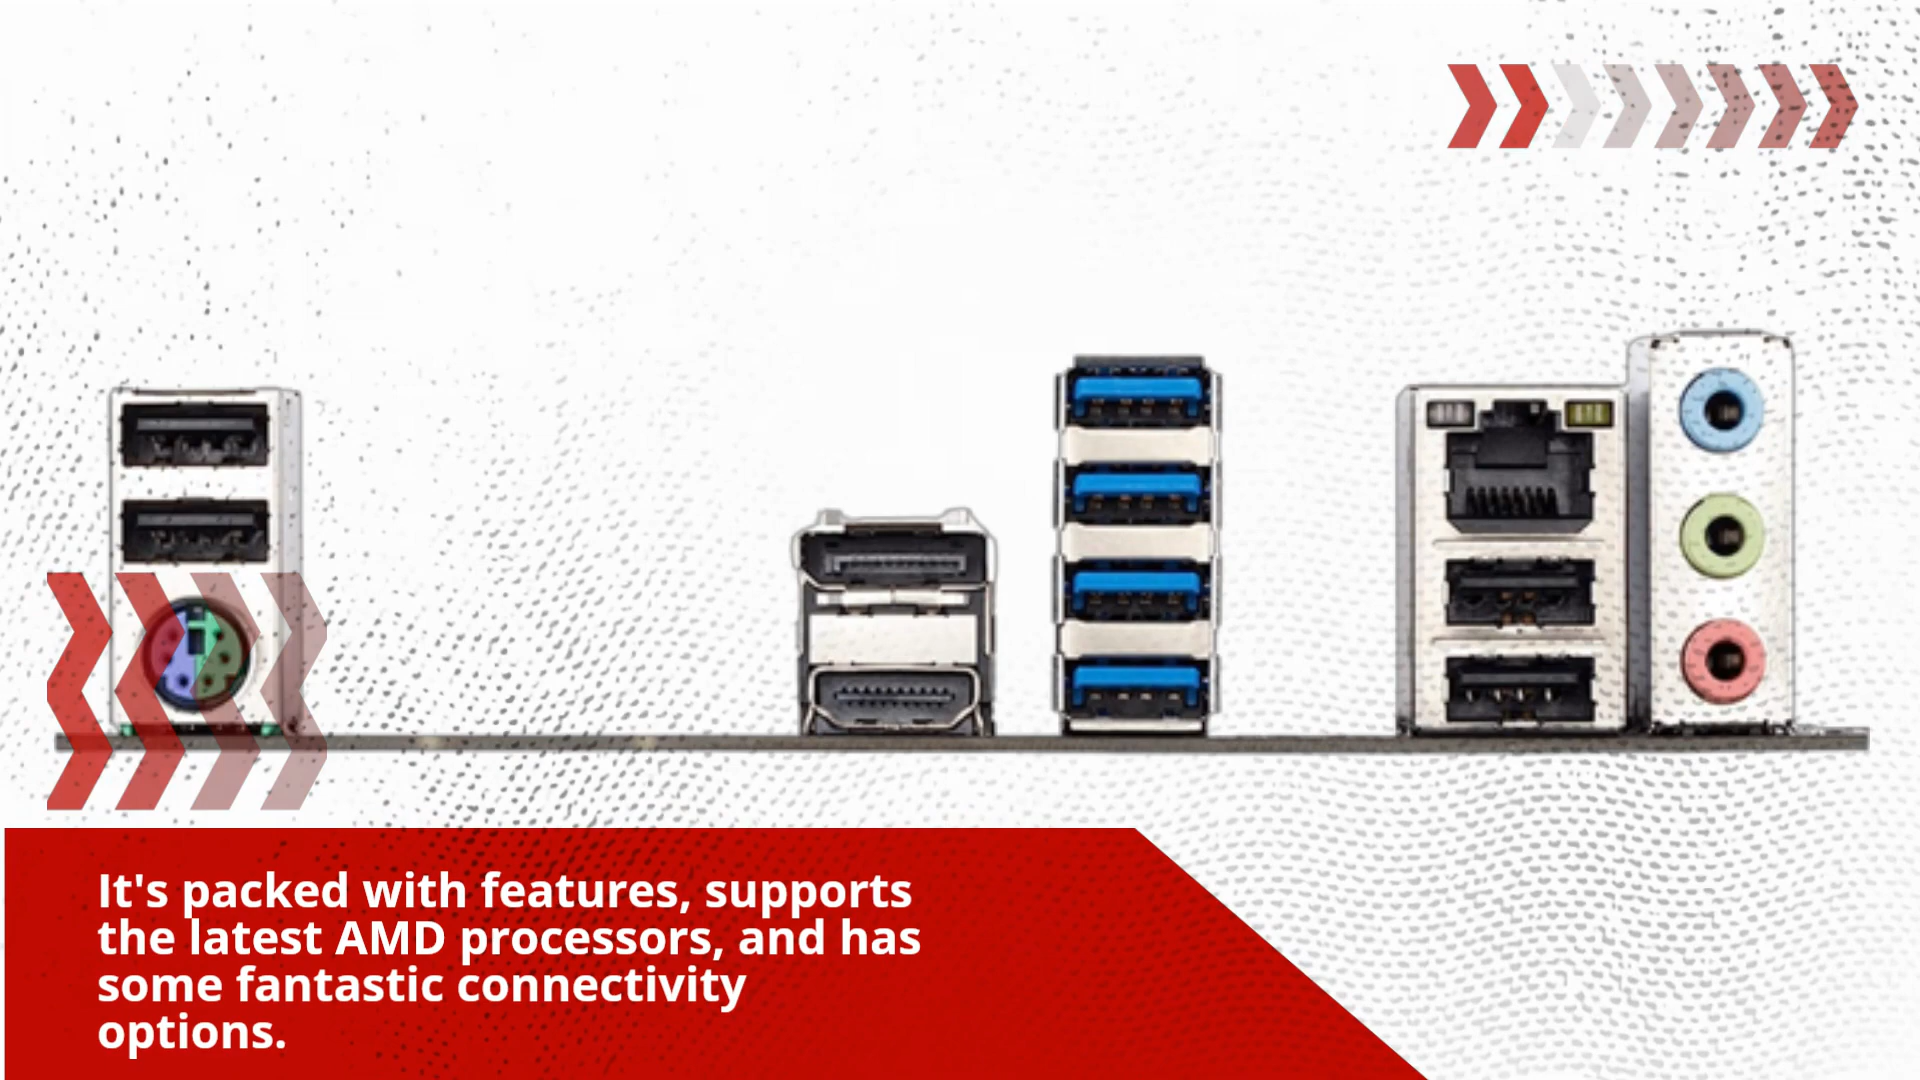 It's packed with features, supports
the latest AMD processors, and has
some fantastic connectivity
options.